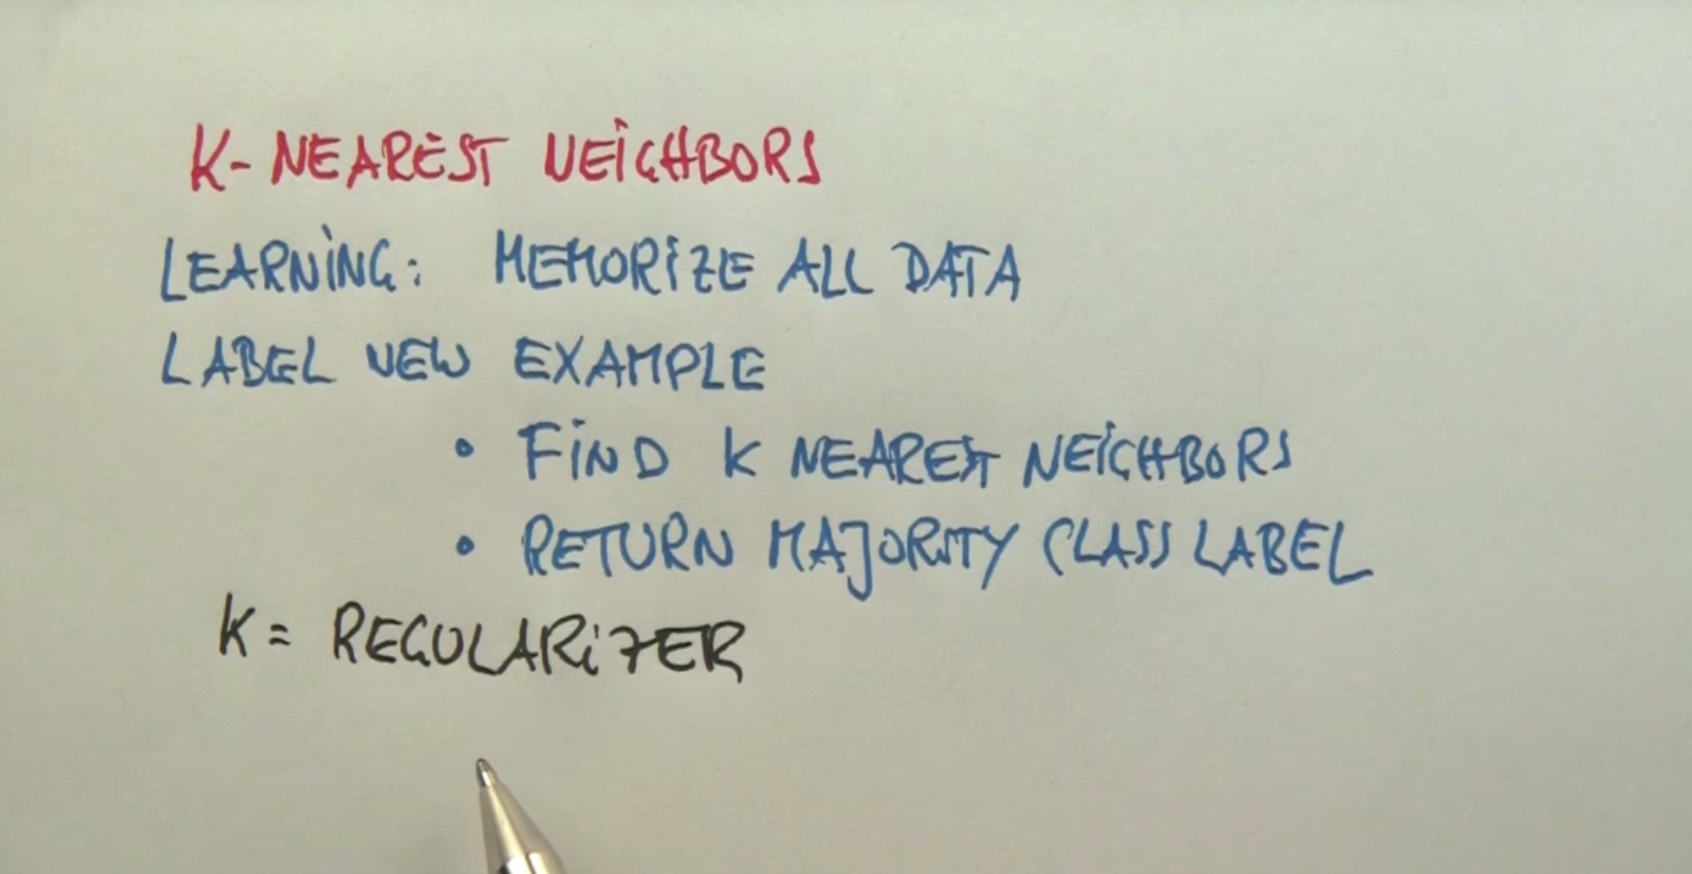 K-NEAREST NEIGHBORS
LEARNING: MEMORIZE ALL DATA
LABEL NEW EXAMPLE
• FIND K NEAREST NEIGHBORS
• RETURN MAJORITY CLASS LABEL
K = REGULARIZER